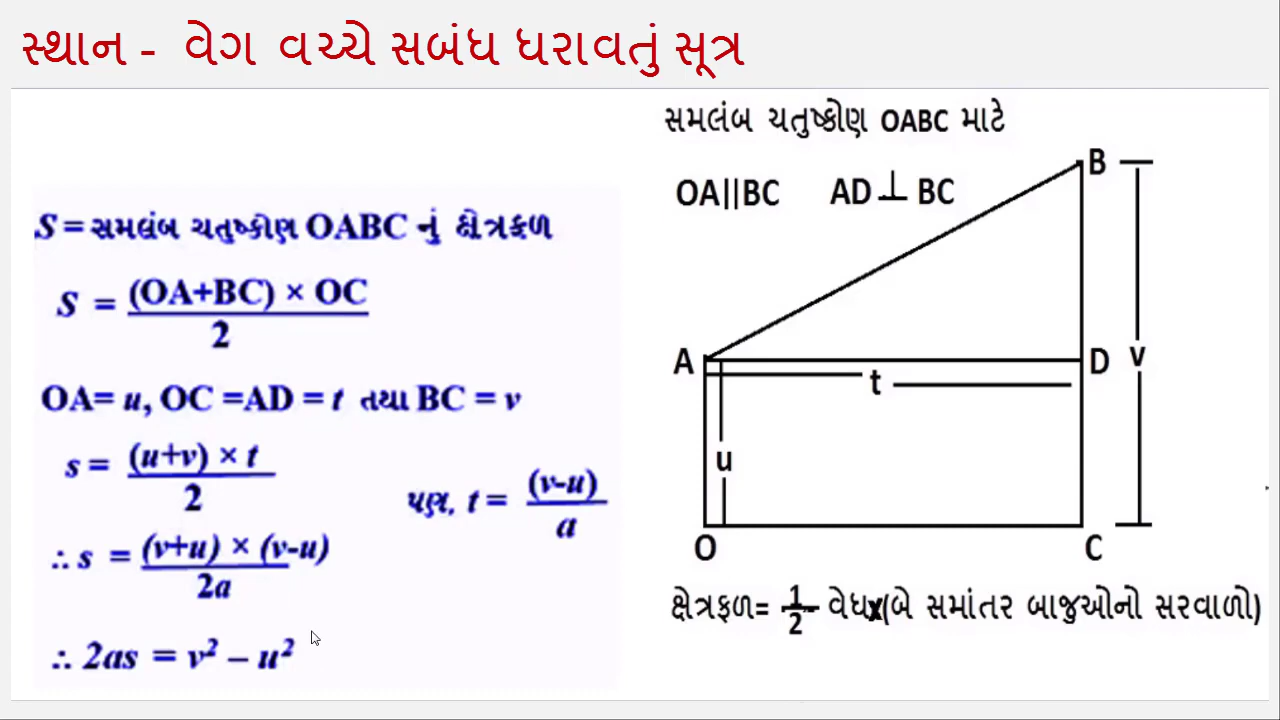 સ્થાન - વેગ વચ્ચે સબંધ ધરાવતું સૂત્ર
S = સમલંબ ચતુષ્કોણ OABC નું ક્ષેત્રફળ
S = (OA+BC) × OC
2
OA= u, OC =AD = t તથા BC = v
s = (u+v) × t
2
પણ, t = (v-u)
a
∴ s = (v+u) × (v-u)
2a
∴ 2as = v² – u²
સમલંબ ચતુષ્કોણ OABC માટે
OA||BC AD⊥BC
B
A
D
v
t
u
O
C
ક્ષેત્રફળ= 1/2 વેધx(બે સમાંતર બાજુઓનો સરવાળો)